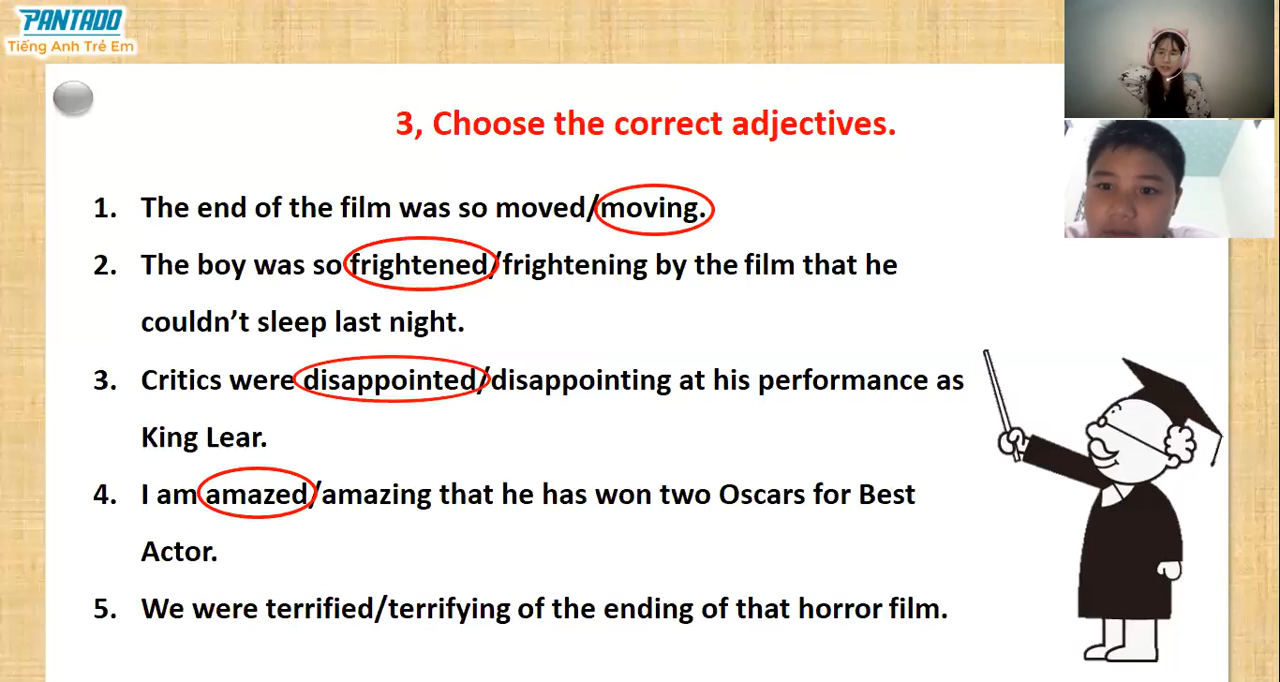 PANTADO
Tiếng Anh Trẻ Em
3, Choose the correct adjectives.
1. The end of the film was so moved/moving.
2. The boy was so frightened/frightening by the film that he
couldn't sleep last night.
3. Critics were disappointed/disappointing at his performance as
King Lear.
4. I am amazed/amazing that he has won two Oscars for Best
Actor.
5. We were terrified/terrifying of the ending of that horror film.